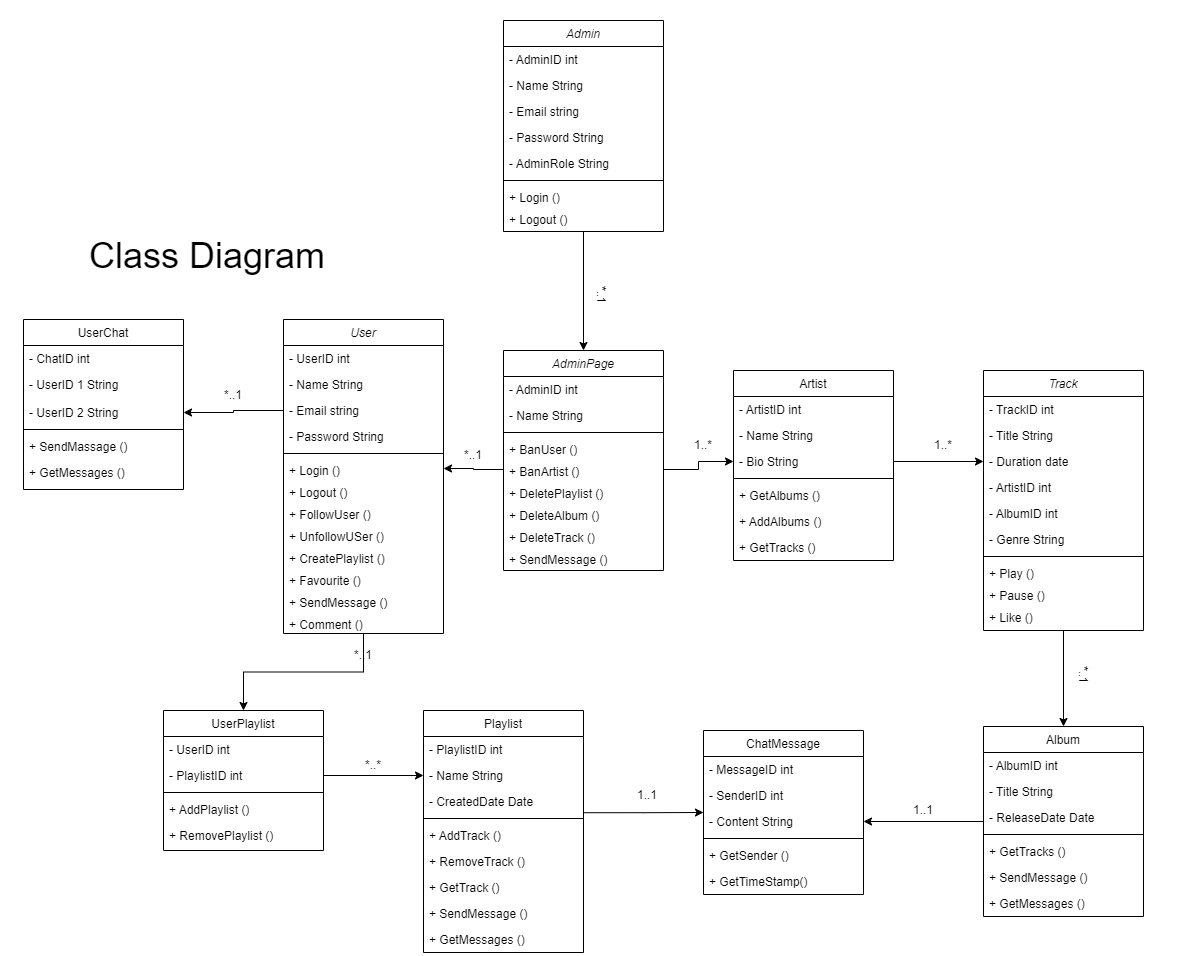 Admin
- AdminID int
- Name String
- Email string
- Password String
- AdminRole String
+ Login ()
+ Logout ()
Class Diagram
1..*
UserChat
- ChatID int
- UserID 1 String
- UserID 2 String
+ SendMassage ()
+ GetMessages ()
*..1
User
- UserID int
- Name String
- Email string
- Password String
+ Login ()
+ Logout ()
+ FollowUser ()
+ UnfollowUSer ()
+ CreatePlaylist ()
+ Favourite ()
+ SendMessage ()
+ Comment ()
*..1
AdminPage
- AdminID int
- Name String
+ BanUser ()
+ BanArtist ()
+ DeletePlaylist ()
+ DeleteAlbum ()
+ DeleteTrack ()
+ SendMessage ()
1..*
Artist
- ArtistID int
- Name String
- Bio String
+ GetAlbums ()
+ AddAlbums ()
+ GetTracks ()
1..*
Track
- TrackID int
- Title String
- Duration date
- ArtistID int
- AlbumID int
- Genre String
+ Play ()
+ Pause ()
+ Like ()
*..1
1..*
UserPlaylist
- UserID int
- PlaylistID int
+ AddPlaylist ()
+ RemovePlaylist ()
*..*
Playlist
- PlaylistID int
- Name String
- CreatedDate Date
+ AddTrack ()
+ RemoveTrack ()
+ GetTrack ()
+ SendMessage ()
+ GetMessages ()
1..1
ChatMessage
- MessageID int
- SenderID int
- Content String
+ GetSender ()
+ GetTimeStamp()
1..1
Album
- AlbumID int
- Title String
- ReleaseDate Date
+ GetTracks ()
+ SendMessage ()
+ GetMessages ()